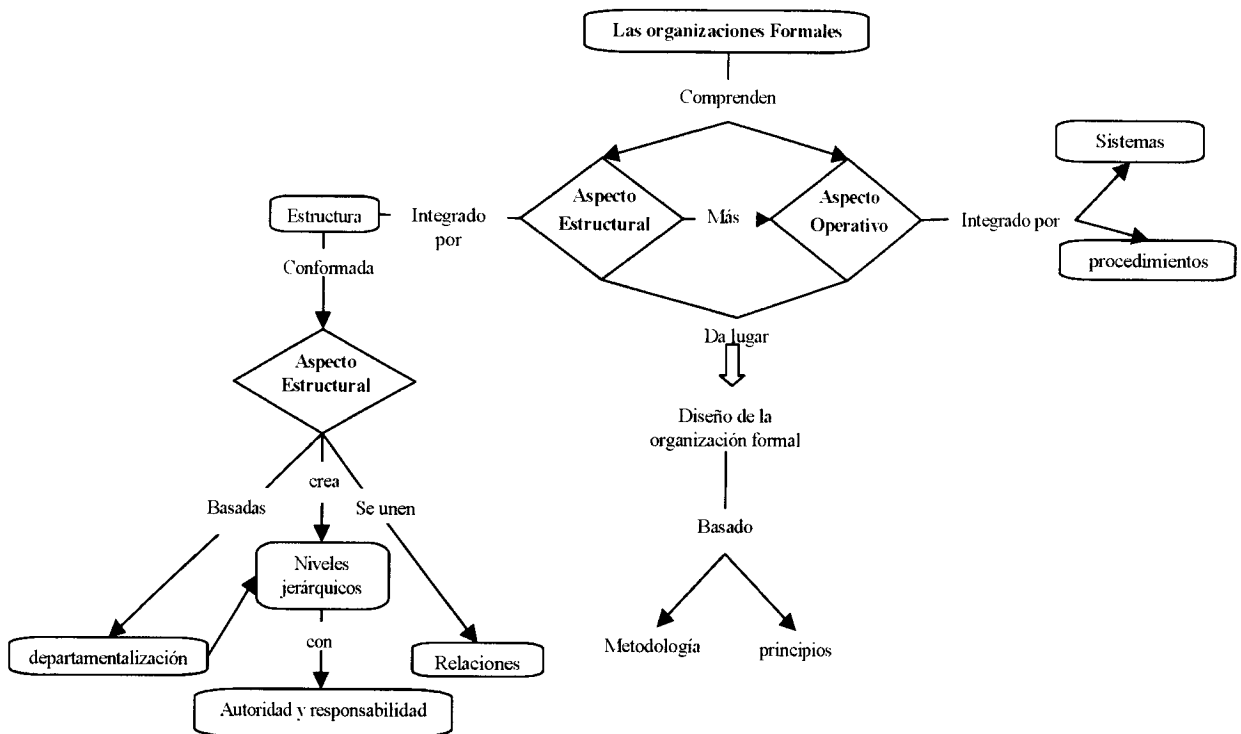 Las organizaciones Formales
Comprenden
Sistemas
Estructura
Integrado
por
Aspecto
Estructural
Más
Aspecto
Operativo
Integrado por
procedimientos
Conformada
Da lugar
Aspecto
Estructural
Diseño de la
organización formal
crea
Basadas
Se unen
Basado
Niveles
jerárquicos
departamentalización
con
Relaciones
Metodología
principios
Autoridad y responsabilidad